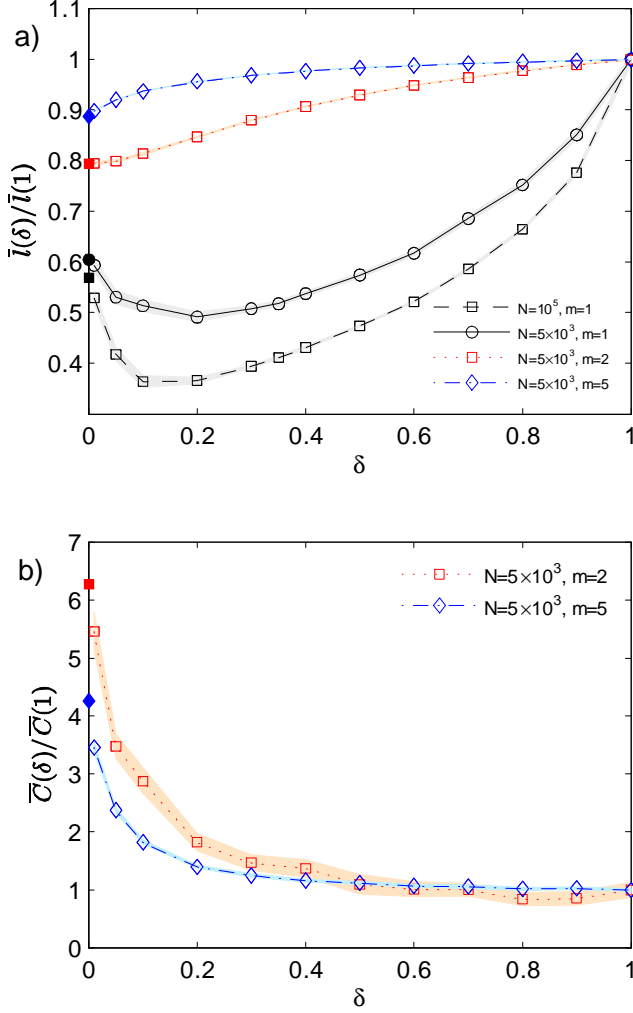 a)
1.1
1
0.9
0.8
0.7
0.6
0.5
0.4
l̄(δ)/l̄(1)
N=10⁵, m=1
N=5×10³, m=1
N=5×10³, m=2
N=5×10³, m=5
0 0.2 0.4 0.6 0.8 1
δ
b)
7
6
5
4
3
2
1
0
C̄(δ)/C̄(1)
N=5×10³, m=2
N=5×10³, m=5
0 0.2 0.4 0.6 0.8 1
δ